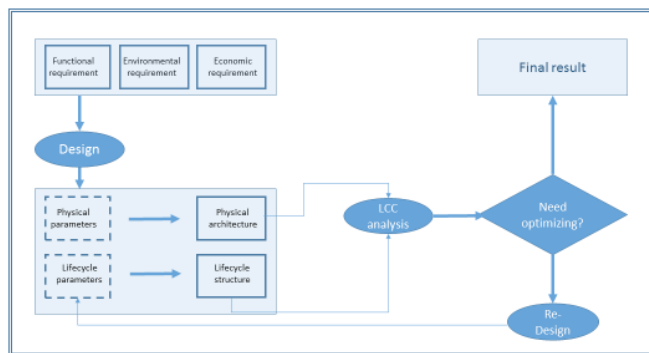 Functional
requirement
Environmental
requirement
Economic
requirement
Final result
Design
Physical
parameters
Physical
architecture
LCC
analysis
Need
optimizing?
Lifecycle
parameters
Lifecycle
structure
Re-
Design